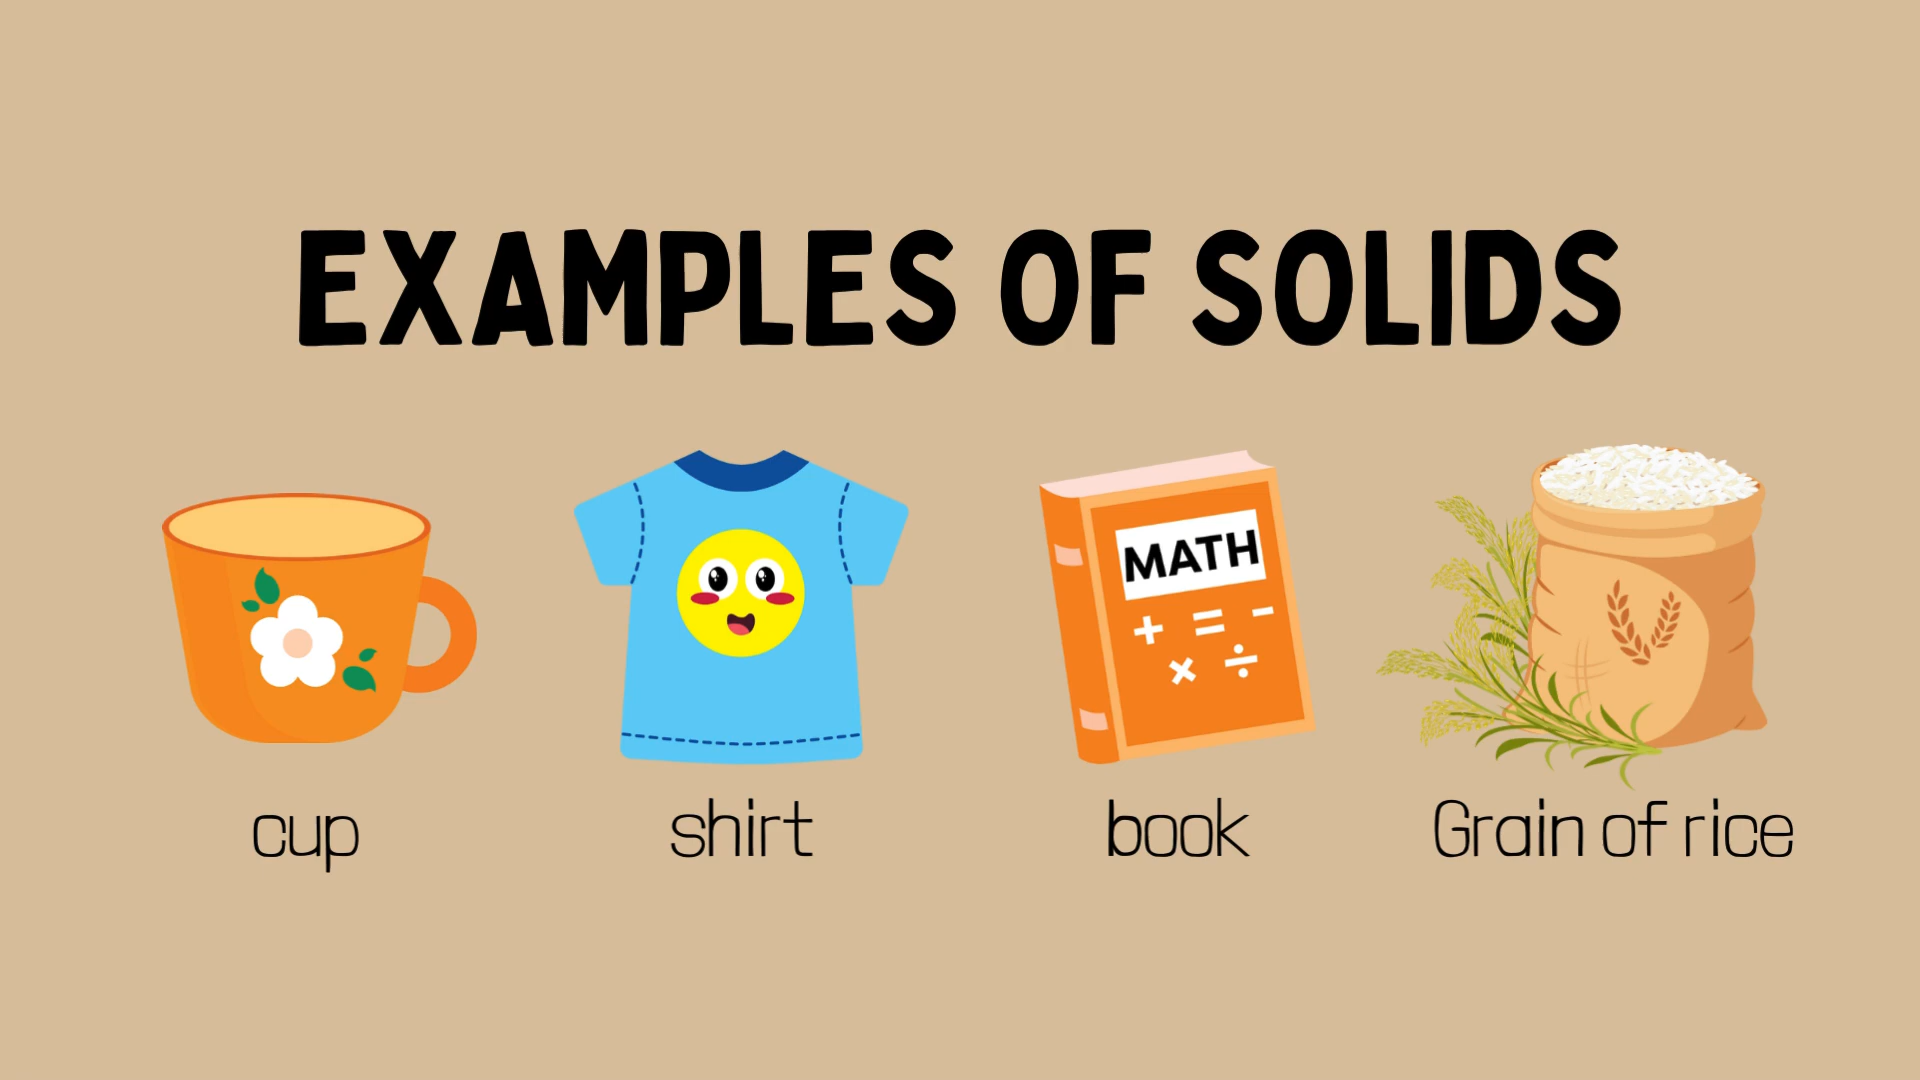 EXAMPLES OF SOLIDS
MATH
+ = -
× ÷
cup
shirt
book
Grain of rice